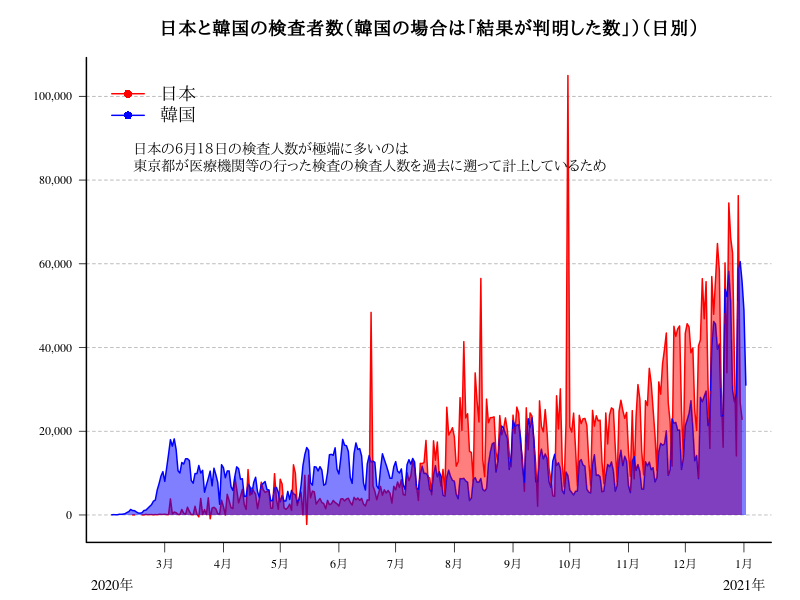 日本と韓国の検査者数（韓国の場合は「結果が判明した数」）（日別）
100,000
80,000
60,000
40,000
20,000
0
日本
韓国
日本の6月18日の検査人数が極端に多いのは
東京都が医療機関等の行った検査の検査人数を過去に遡って計上しているため
3月 4月 5月 6月 7月 8月 9月 10月 11月 12月 1月
2020年 2021年